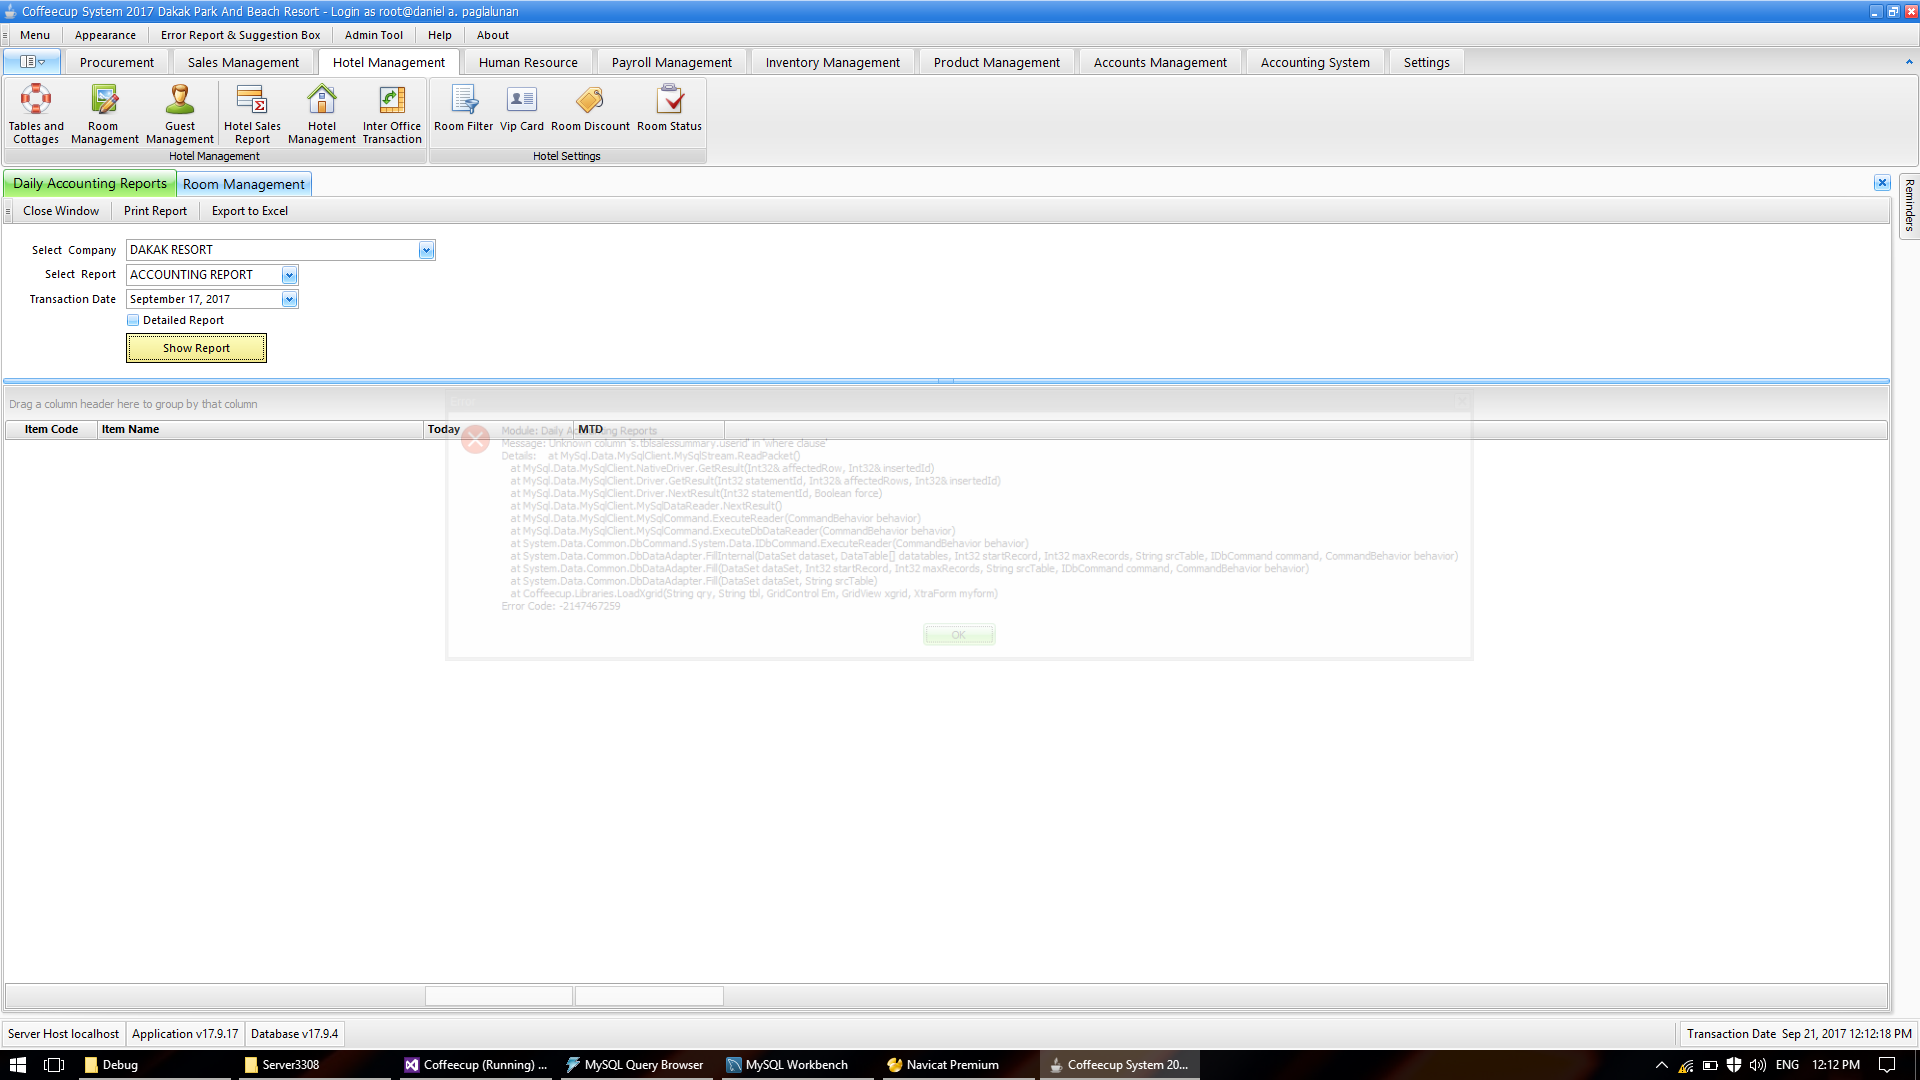 Coffeecup System 2017 Dakak Park And Beach Resort - Login as root@daniel a. paglalunan
Menu Appearance Error Report & Suggestion Box Admin Tool Help About
Procurement Sales Management Hotel Management Human Resource Payroll Management Inventory Management Product Management Accounts Management Accounting System Settings
Tables and Cottages Room Management Guest Management Hotel Sales Report Hotel Management Inter Office Transaction Room Filter Vip Card Room Discount Room Status
Hotel Management Hotel Settings
Daily Accounting Reports Room Management
Reminders
Close Window Print Report Export to Excel
Select Company DAKAK RESORT
Select Report ACCOUNTING REPORT
Transaction Date September 17, 2017
Detailed Report
Show Report
Drag a column header here to group by that column
Item Code Item Name Today MTD
Module: Daily Accounting Reports
Message: Unknown column 's.tblsalessummary.userid' in 'where clause'
Details: at MySql.Data.MySqlClient.MySqlStream.ReadPacket()
at MySql.Data.MySqlClient.NativeDriver.GetResult(Int32& affectedRow, Int32& insertedId)
at MySql.Data.MySqlClient.Driver.GetResult(Int32 statementId, Int32& affectedRows, Int32& insertedId)
at MySql.Data.MySqlClient.Driver.NextResult(Int32 statementId, Boolean force)
at MySql.Data.MySqlClient.MySqlDataReader.NextResult()
at MySql.Data.MySqlClient.MySqlCommand.ExecuteReader(CommandBehavior behavior)
at MySql.Data.MySqlClient.MySqlCommand.ExecuteDbDataReader(CommandBehavior behavior)
at System.Data.Common.DbCommand.System.Data.IDbCommand.ExecuteReader(CommandBehavior behavior)
at System.Data.Common.DbDataAdapter.FillInternal(DataSet dataset, DataTable[] datatables, Int32 startRecord, Int32 maxRecords, String srcTable, IDbCommand command, CommandBehavior behavior)
at System.Data.Common.DbDataAdapter.Fill(DataSet dataSet, Int32 startRecord, Int32 maxRecords, String srcTable, IDbCommand command, CommandBehavior behavior)
at System.Data.Common.DbDataAdapter.Fill(DataSet dataSet, String srcTable)
at Coffeecup.Libraries.LoadXgrid(String qry, String tbl, GridControl Em, GridView xgrid, XtraForm myform)
Error Code: -2147467259
OK
Server Host localhost Application v17.9.17 Database v17.9.4 Transaction Date Sep 21, 2017 12:12:18 PM
Debug Server3308 Coffeecup (Running) ... MySQL Query Browser MySQL Workbench Navicat Premium Coffeecup System 20... ENG 12:12 PM